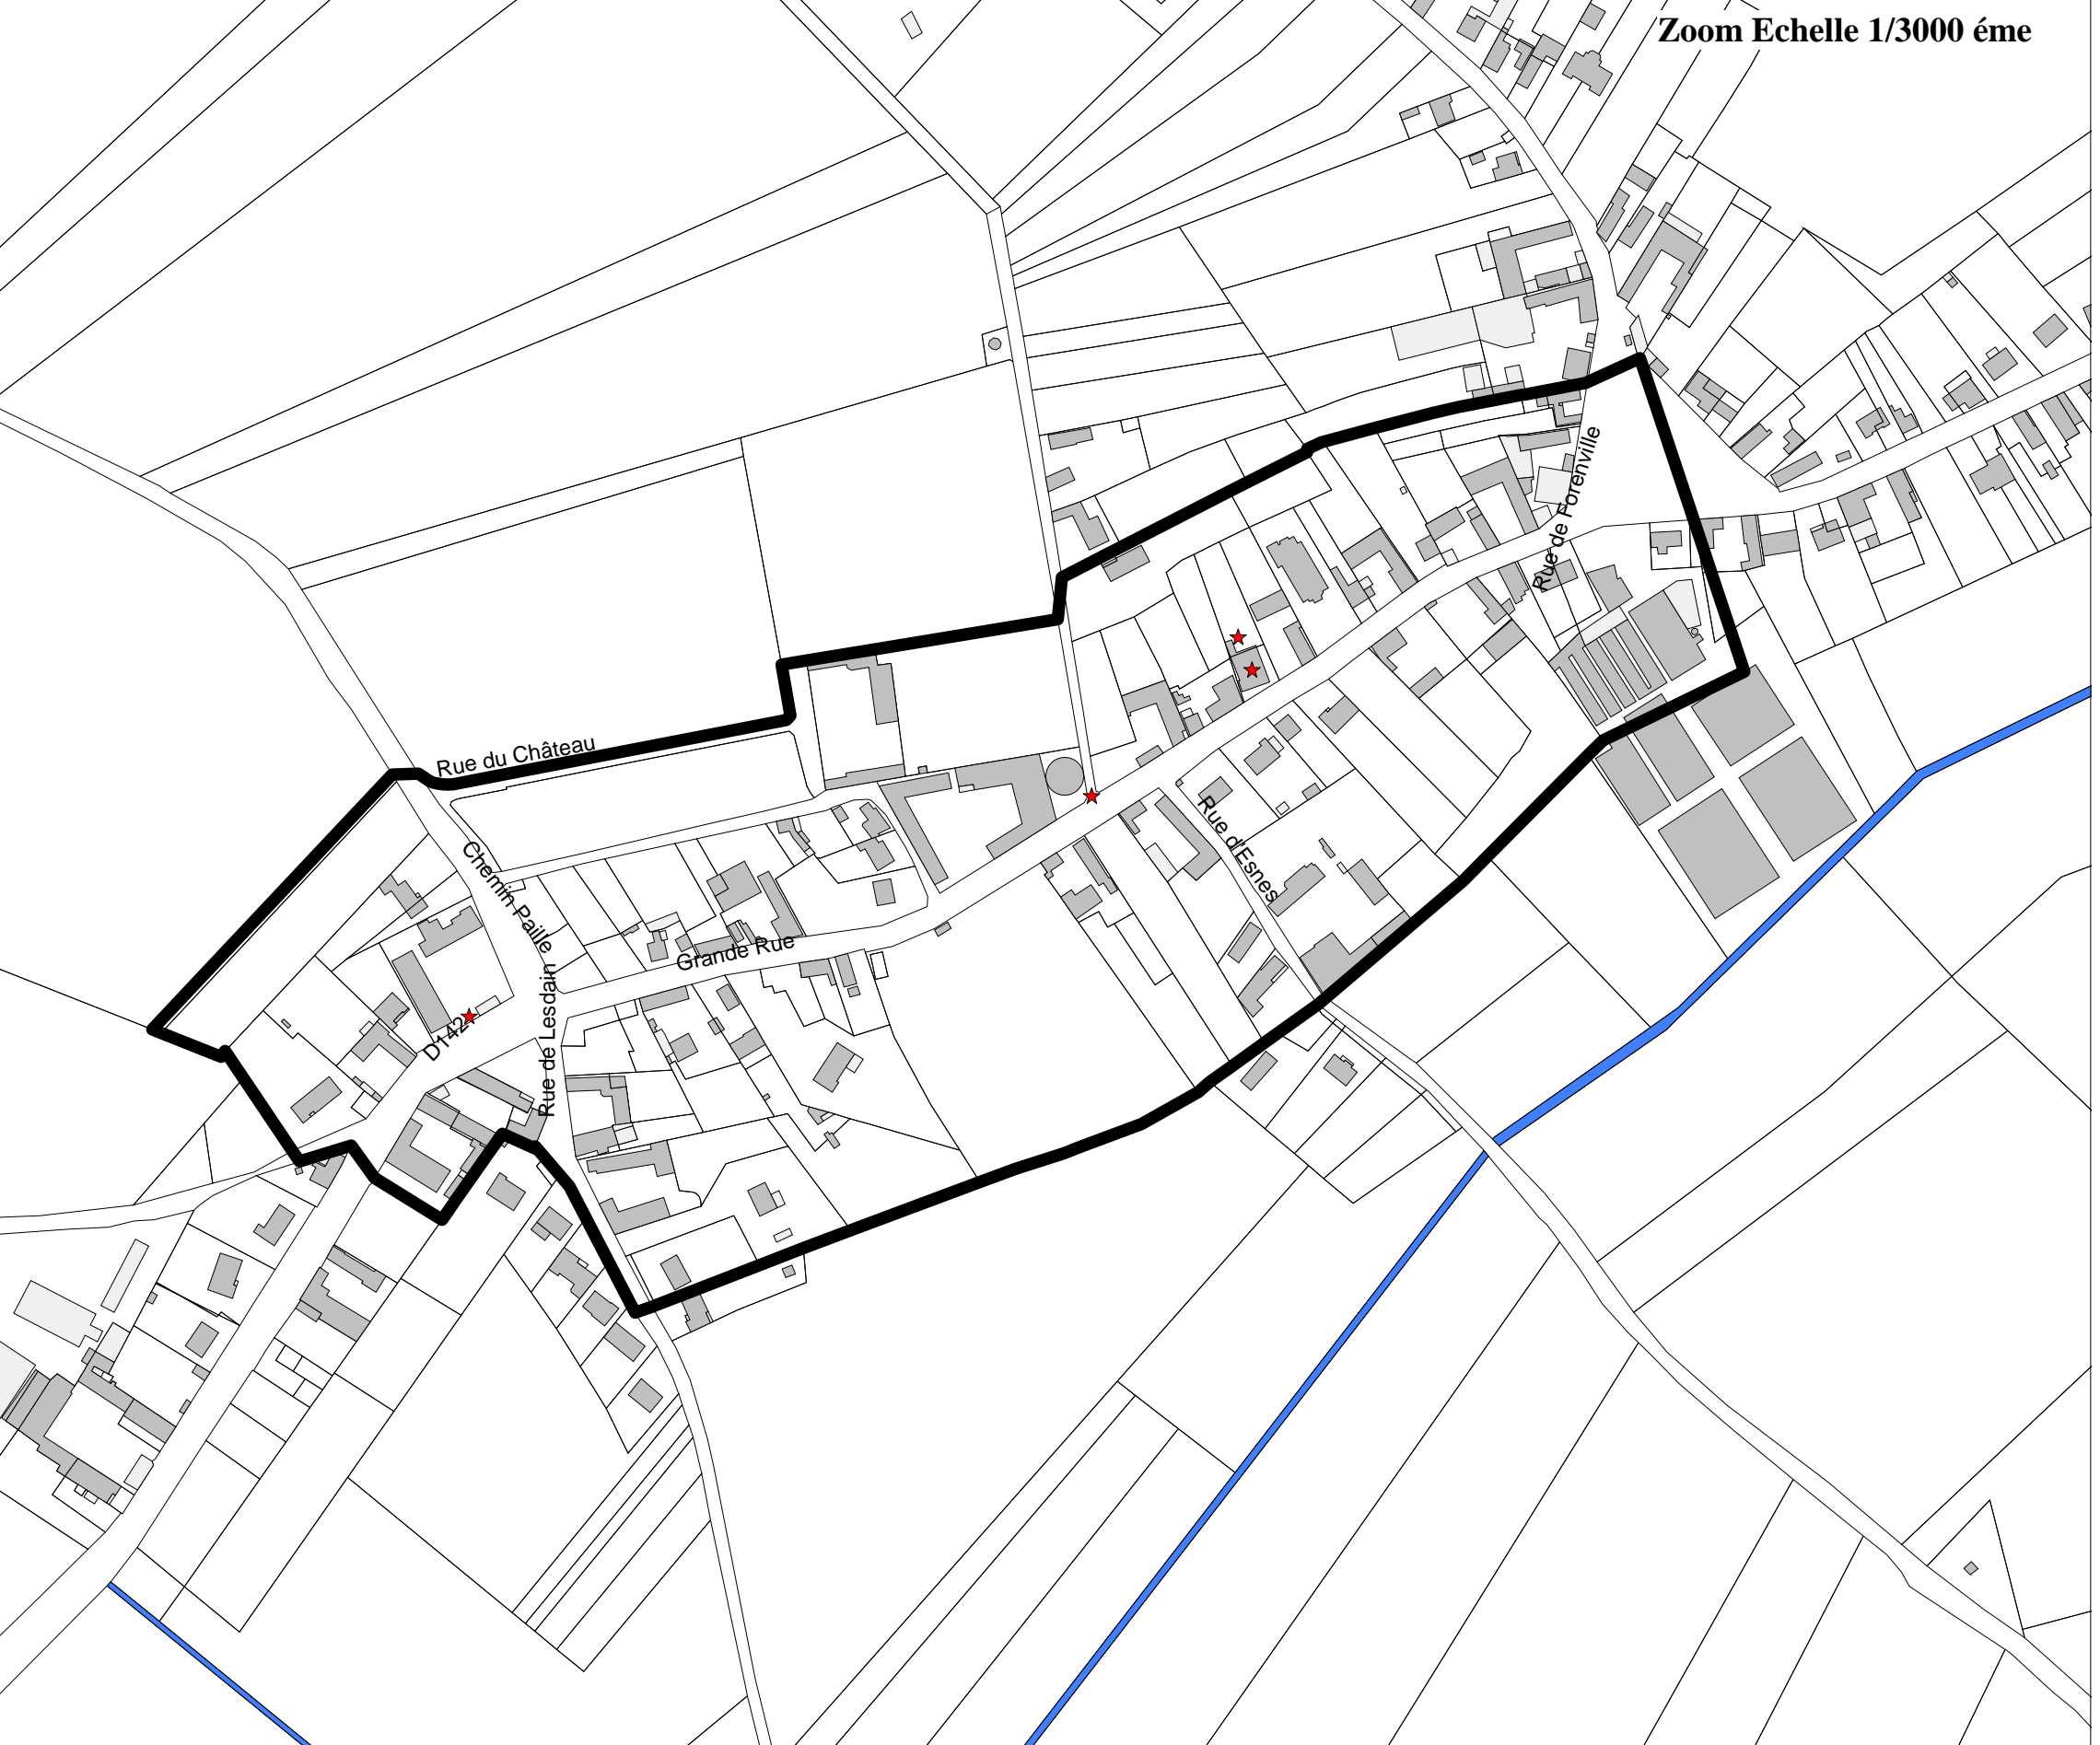 Zoom Echelle 1/3000 éme
Rue de Forenville
Rue du Château
Rue d'Esnes
Chemin Paille
Grande Rue
Rue de Lesdain
D142